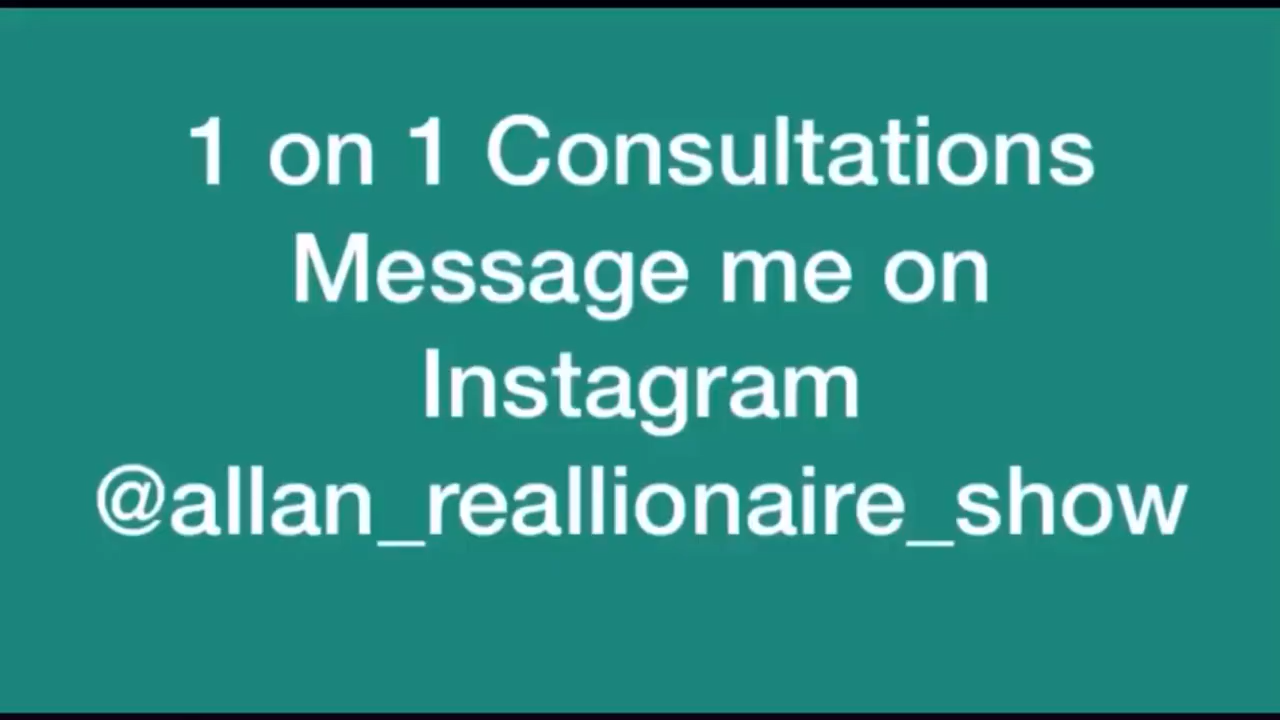 1 on 1 Consultations
Message me on
Instagram
@allan_reallionaire_show